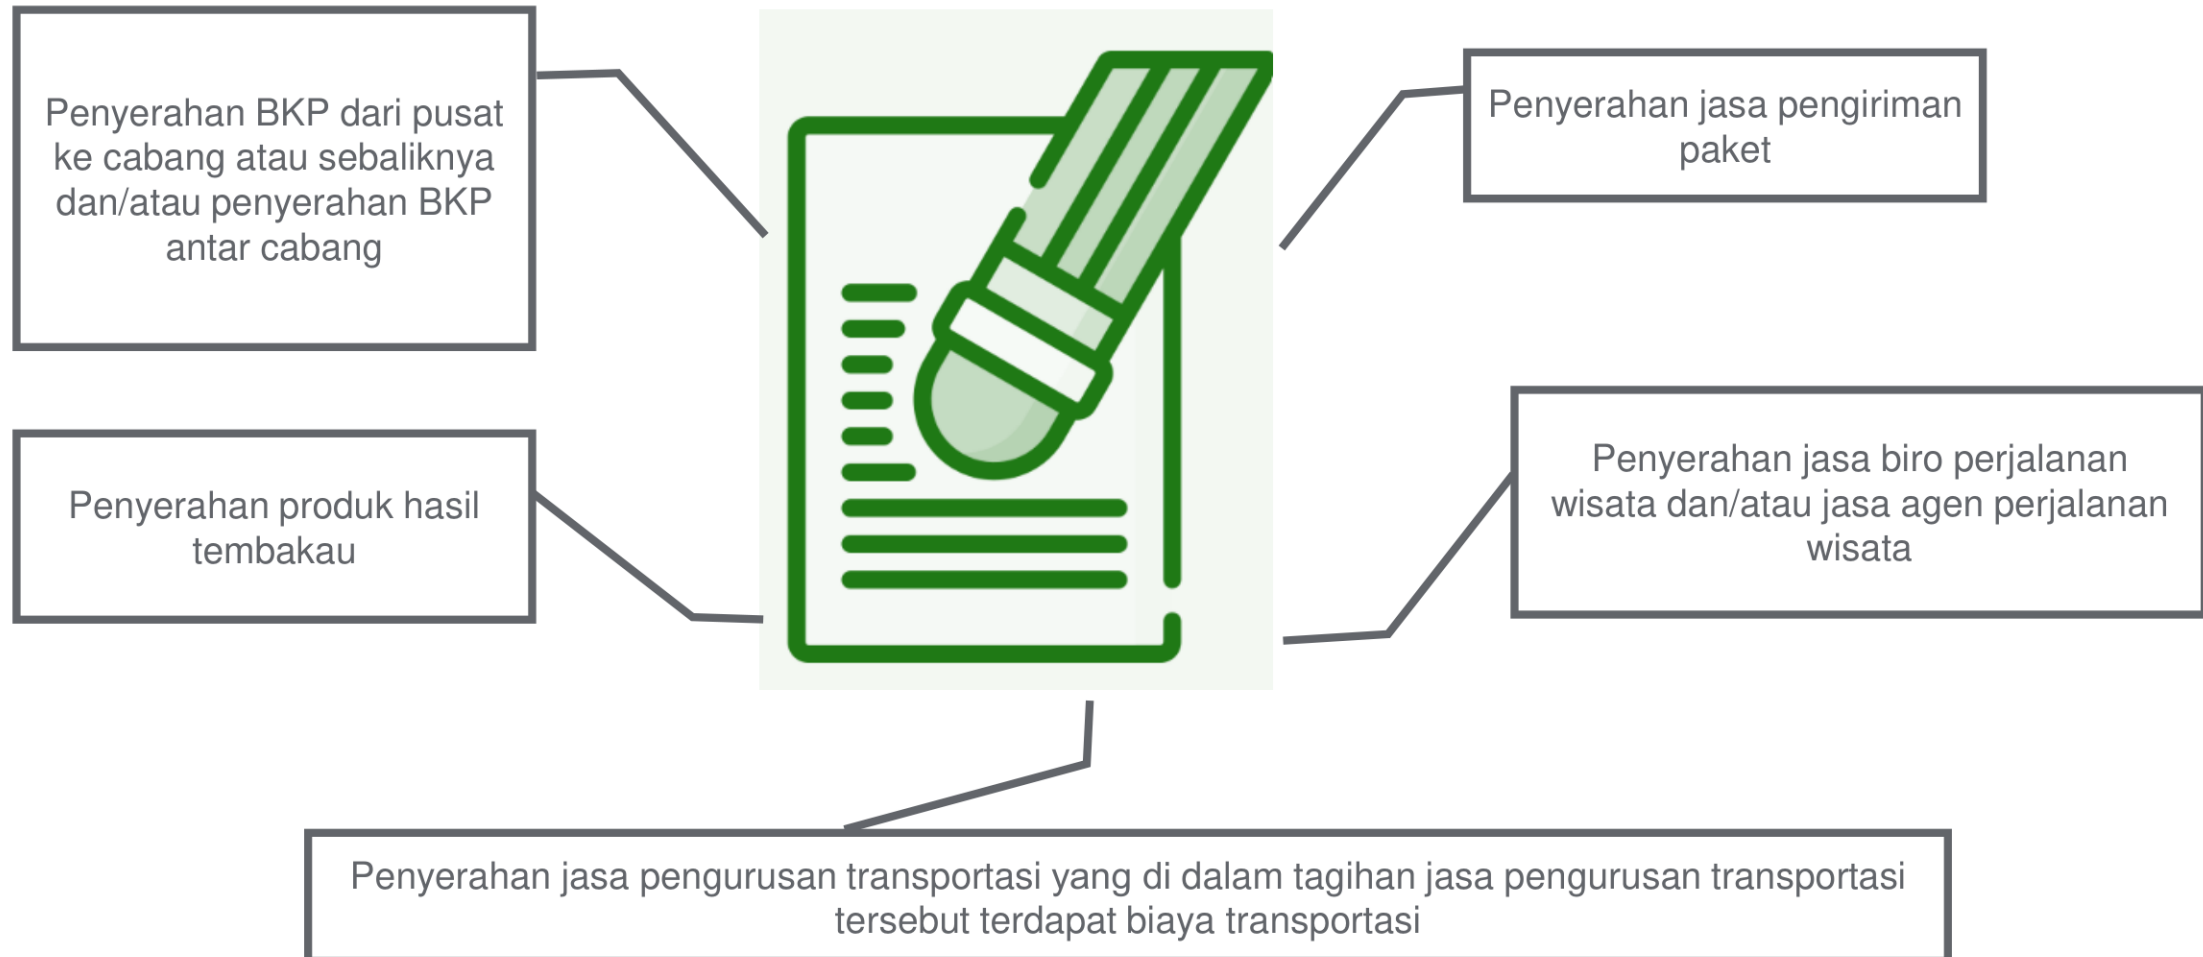 Penyerahan BKP dari pusat
ke cabang atau sebaliknya
dan/atau penyerahan BKP
antar cabang
Penyerahan jasa pengiriman
paket
Penyerahan produk hasil
tembakau
Penyerahan jasa biro perjalanan
wisata dan/atau jasa agen perjalanan
wisata
Penyerahan jasa pengurusan transportasi yang di dalam tagihan jasa pengurusan transportasi
tersebut terdapat biaya transportasi